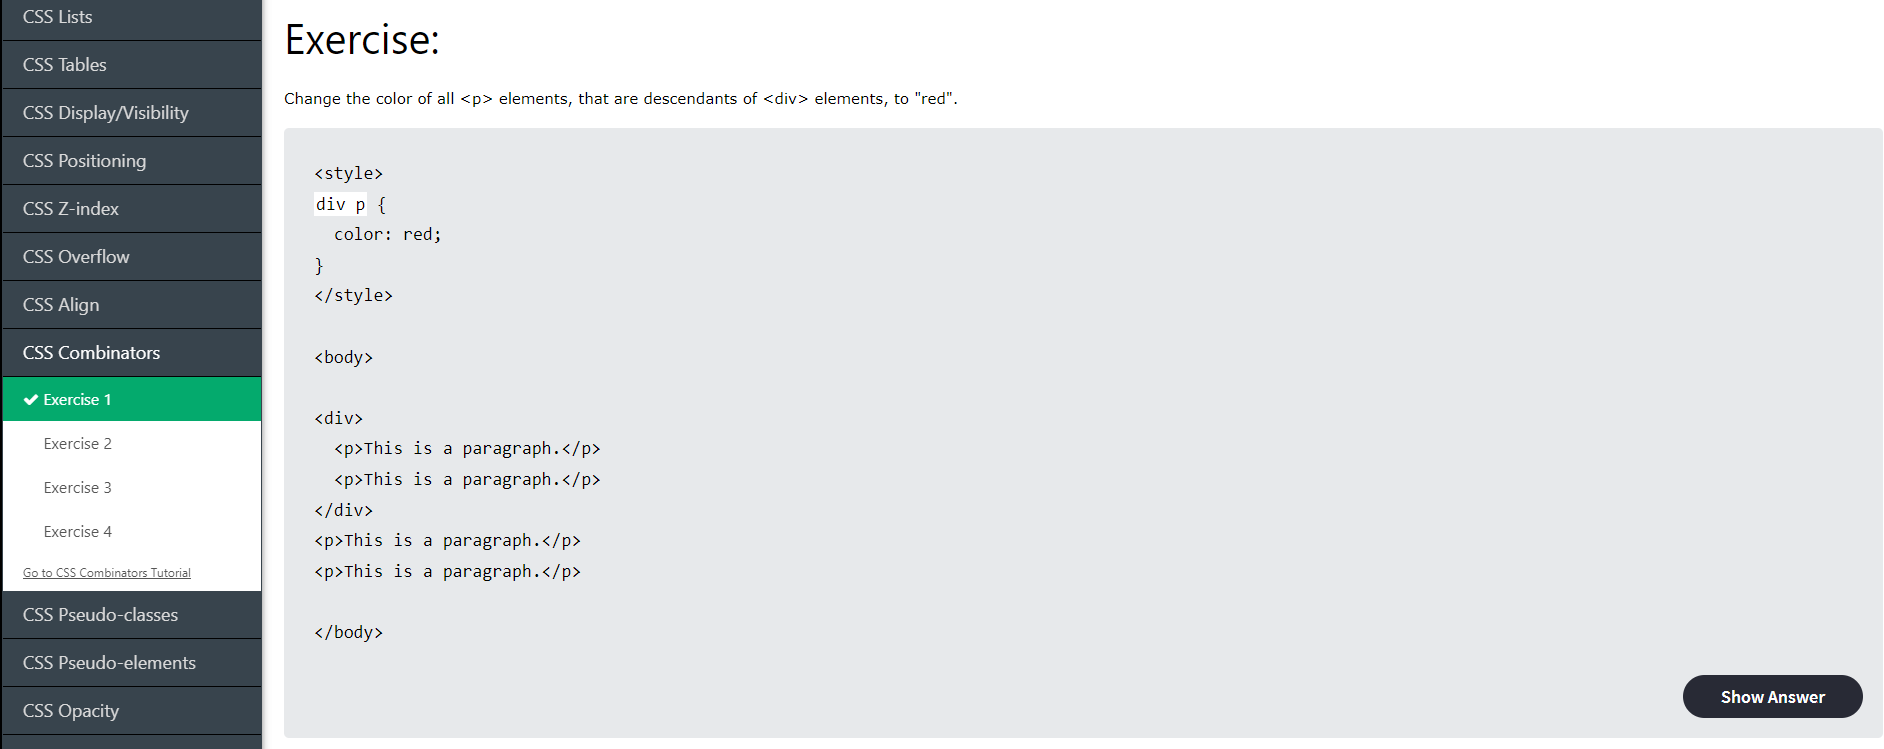 CSS Lists
CSS Tables
CSS Display/Visibility
CSS Positioning
CSS Z-index
CSS Overflow
CSS Align
CSS Combinators
Exercise 1
Exercise 2
Exercise 3
Exercise 4
Go to CSS Combinators Tutorial
CSS Pseudo-classes
CSS Pseudo-elements
CSS Opacity
Exercise:
Change the color of all <p> elements, that are descendants of <div> elements, to "red".
<style>
div p {
  color: red;
}
</style>
<body>
<div>
  <p>This is a paragraph.</p>
  <p>This is a paragraph.</p>
</div>
<p>This is a paragraph.</p>
<p>This is a paragraph.</p>
</body>
Show Answer